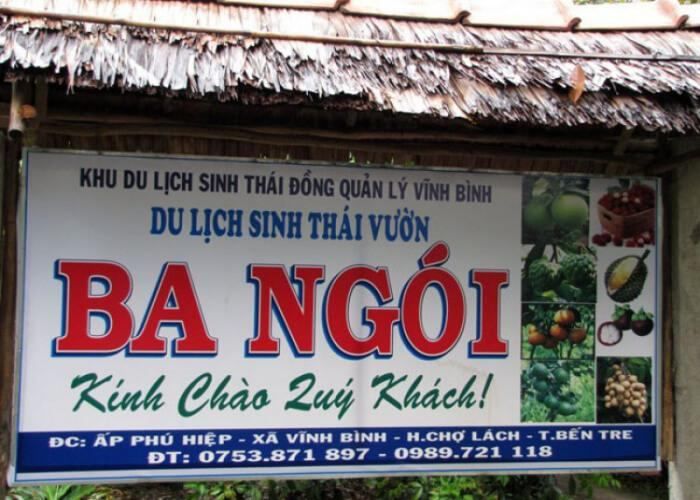 KHU DU LỊCH SINH THÁI ĐỒNG QUẢN LÝ VĨNH BÌNH
DU LỊCH SINH THÁI VƯỜN
BA NGÓI
Kính Chào Quý Khách!
ĐC: ẤP PHÚ HIỆP - XÃ VĨNH BÌNH - H.CHỢ LÁCH - T.BẾN TRE
ĐT: 0753.871 897 - 0989.721 118